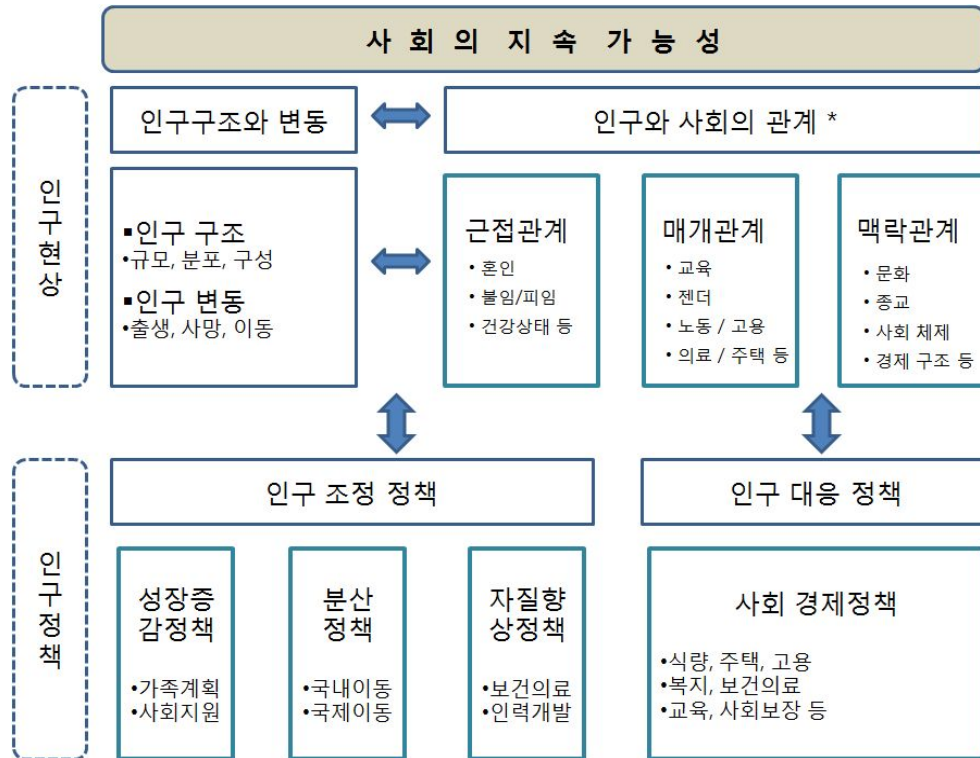 사 회 의 지 속 가 능 성
인구현상
인구구조와 변동
인구와 사회의 관계 *
▪인구 구조
•규모, 분포, 구성
▪인구 변동
•출생, 사망, 이동
근접관계
• 혼인
• 불임/피임
• 건강상태 등
매개관계
• 교육
• 젠더
• 노동 / 고용
• 의료 / 주택 등
맥락관계
• 문화
• 종교
• 사회 체제
• 경제 구조 등
인구정책
인구 조정 정책
인구 대응 정책
성장증
감정책
•가족계획
•사회지원
분산
정책
•국내이동
•국제이동
자질향
상정책
•보건의료
•인력개발
사회 경제정책
•식량, 주택, 고용
•복지, 보건의료
•교육, 사회보장 등